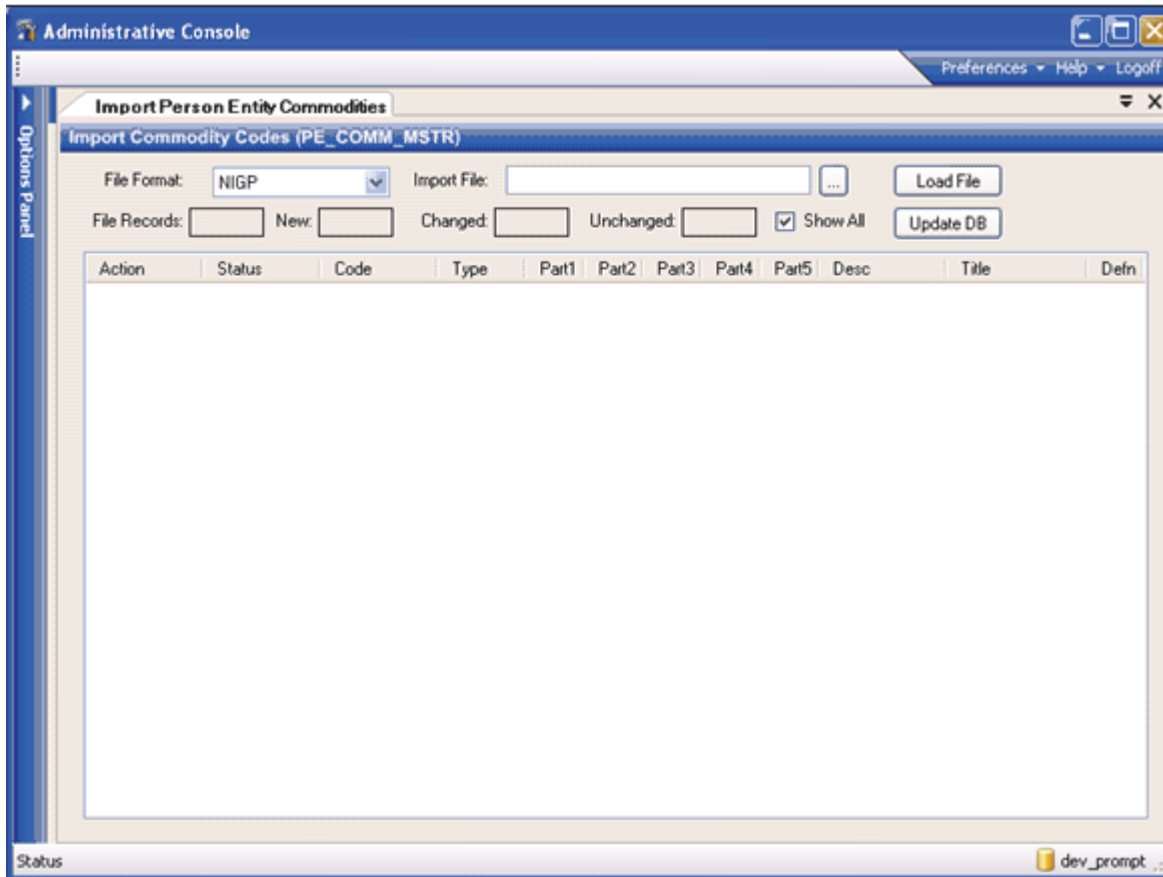 Administrative Console
Preferences Help Logoff
Options Panel
Import Person Entity Commodities
Import Commodity Codes (PE_COMM_MSTR)
File Format: NIGP Import File: ... Load File
File Records: New: Changed: Unchanged: Show All Update DB
Action Status Code Type Part1 Part2 Part3 Part4 Part5 Desc Title Defn
Status dev_prompt